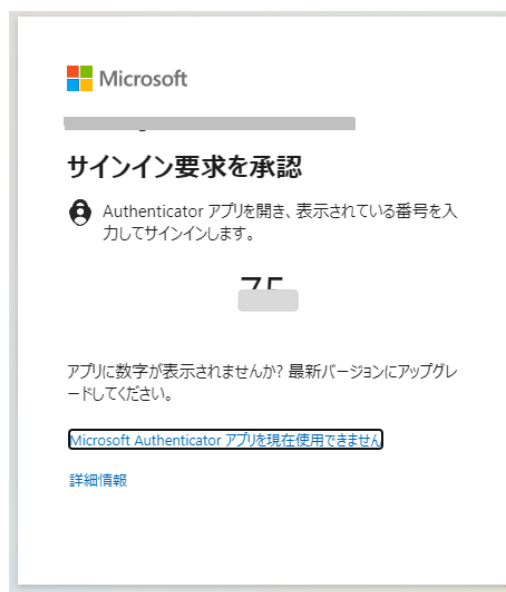 Microsoft
サインイン要求を承認
Authenticator アプリを開き、表示されている番号を入
力してサインインします。
アプリに数字が表示されませんか? 最新バージョンにアップグレ
ードしてください。
Microsoft Authenticator アプリを現在使用できません
詳細情報